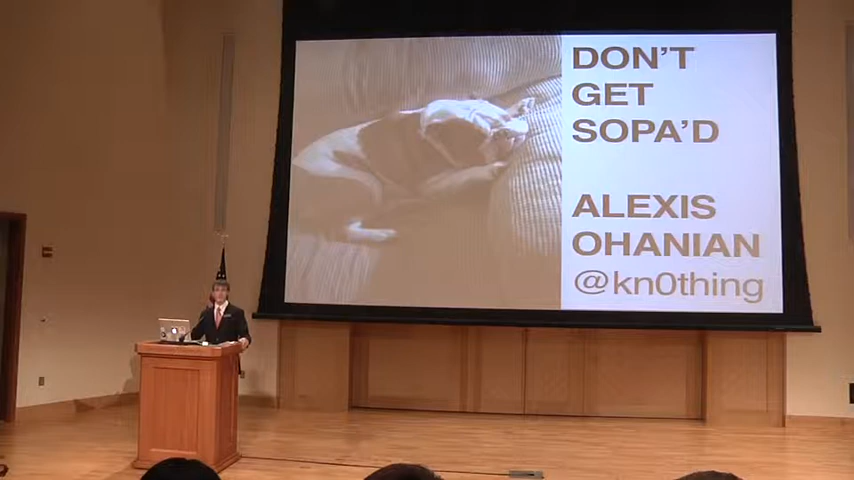 DON'T
GET
SOPA'D
ALEXIS
OHANIAN
@kn0thing